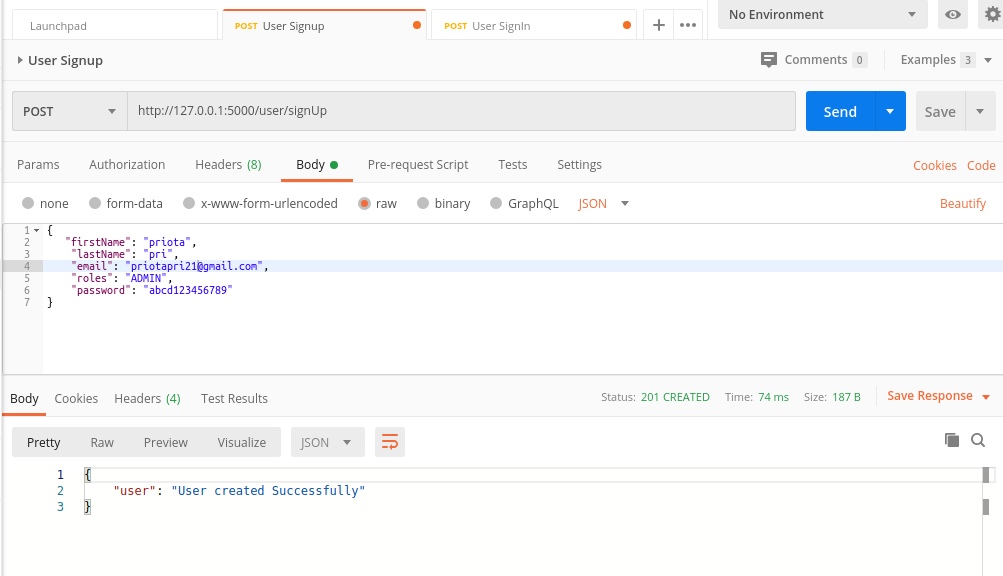 Launchpad
POST User Signup
POST User SignIn
No Environment
User Signup
Comments 0
Examples 3
POST
http://127.0.0.1:5000/user/signUp
Send
Save
Params
Authorization
Headers (8)
Body
Pre-request Script
Tests
Settings
Cookies
Code
none
form-data
x-www-form-urlencoded
raw
binary
GraphQL
JSON
Beautify
1 {
2 "firstName": "priota",
3 "lastName": "pri",
4 "email": "priotapri21@gmail.com",
5 "roles": "ADMIN",
6 "password": "abcd123456789"
7 }
Body
Cookies
Headers (4)
Test Results
Status: 201 CREATED
Time: 74 ms
Size: 187 B
Save Response
Pretty
Raw
Preview
Visualize
JSON
1 {
2 "user": "User created Successfully"
3 }